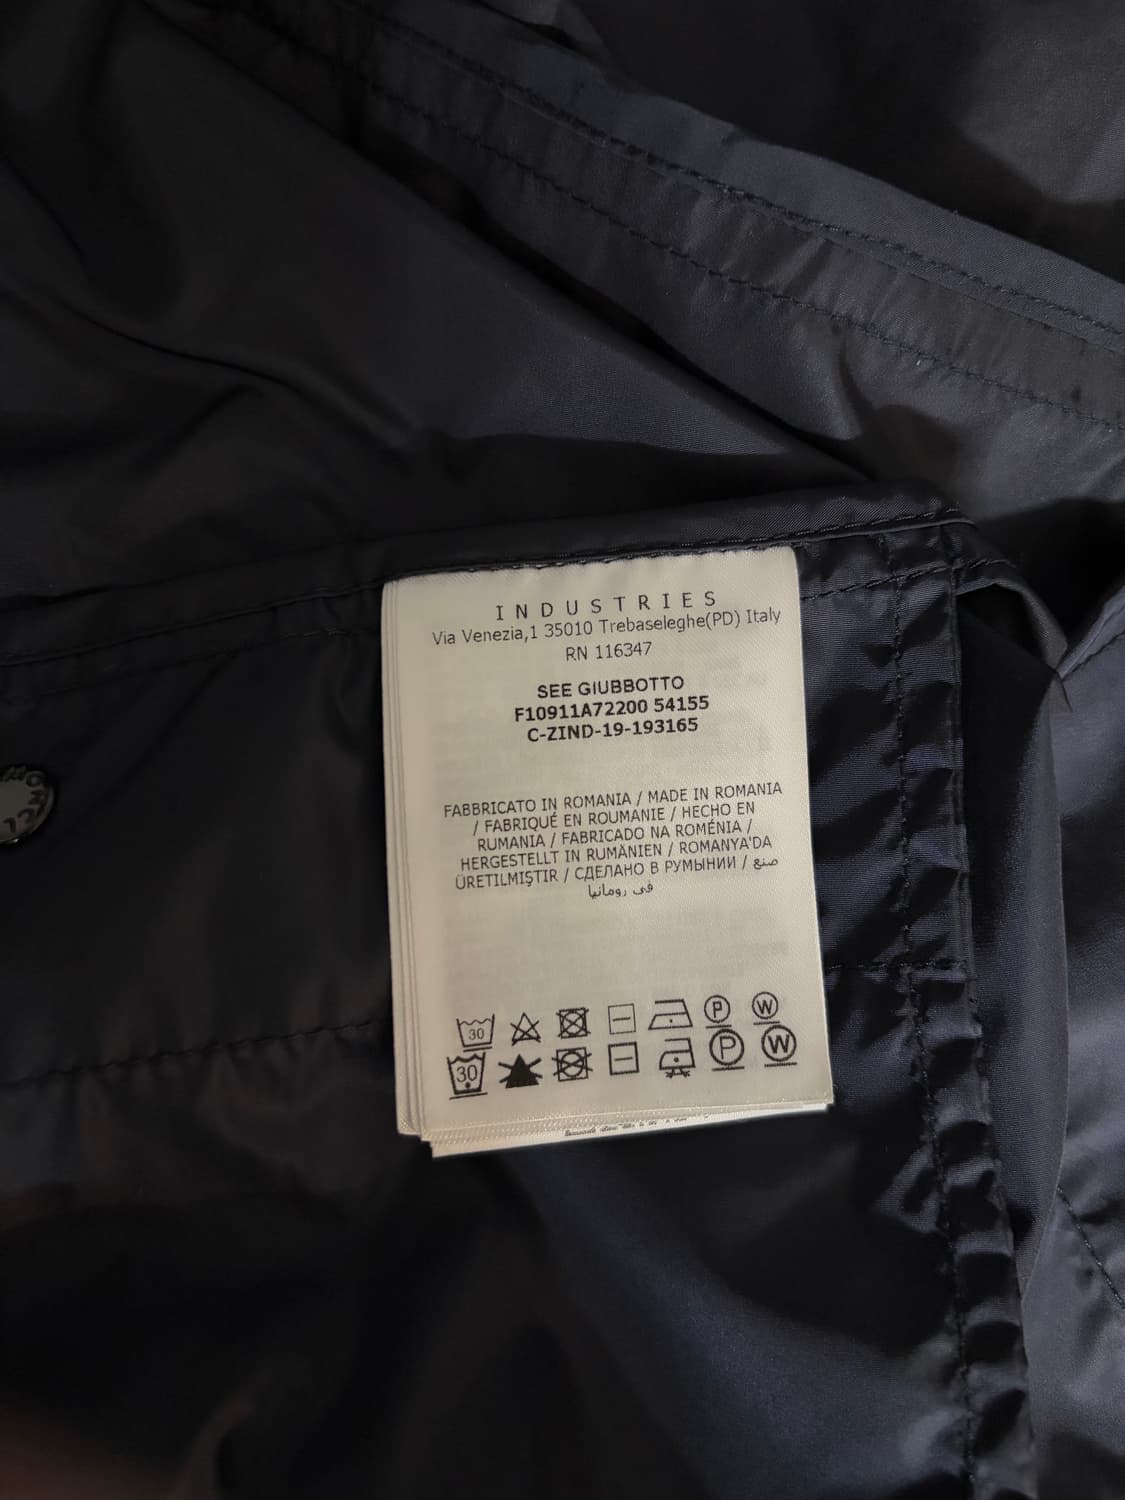 INDUSTRIES
Via Venezia,1 35010 Trebaseleghe(PD) Italy
RN 116347
SEE GIUBBOTTO
F10911A72200 54155
C-ZIND-19-193165
FABBRICATO IN ROMANIA / MADE IN ROMANIA
/ FABRIQUÉ EN ROUMANIE / HECHO EN
RUMANIA / FABRICADO NA ROMÉNIA /
HERGESTELLT IN RUMÄNIEN / ROMANYA'DA
ÜRETILMIŞTIR / СДЕЛАНО В РУМЫНИИ / صنع
في رومانيا
30 P W
30 P W